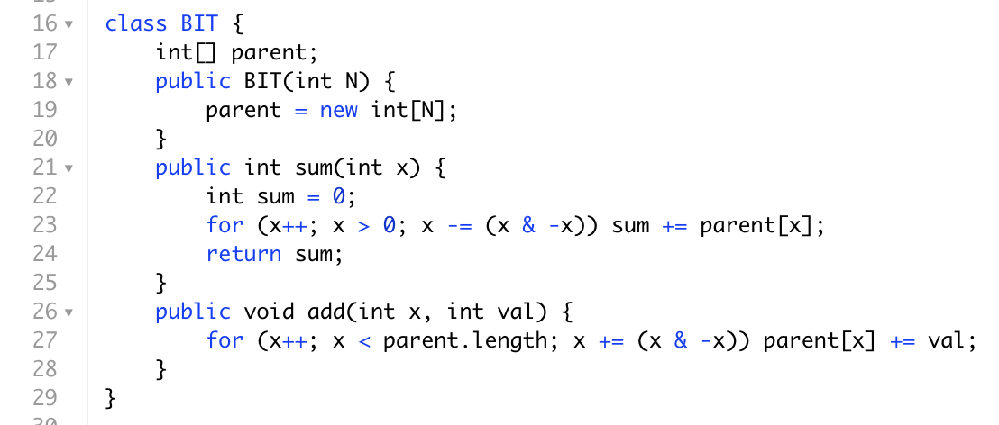 16 class BIT {
17     int[] parent;
18     public BIT(int N) {
19         parent = new int[N];
20     }
21     public int sum(int x) {
22         int sum = 0;
23         for (x++; x > 0; x -= (x & -x)) sum += parent[x];
24         return sum;
25     }
26     public void add(int x, int val) {
27         for (x++; x < parent.length; x += (x & -x)) parent[x] += val;
28     }
29 }